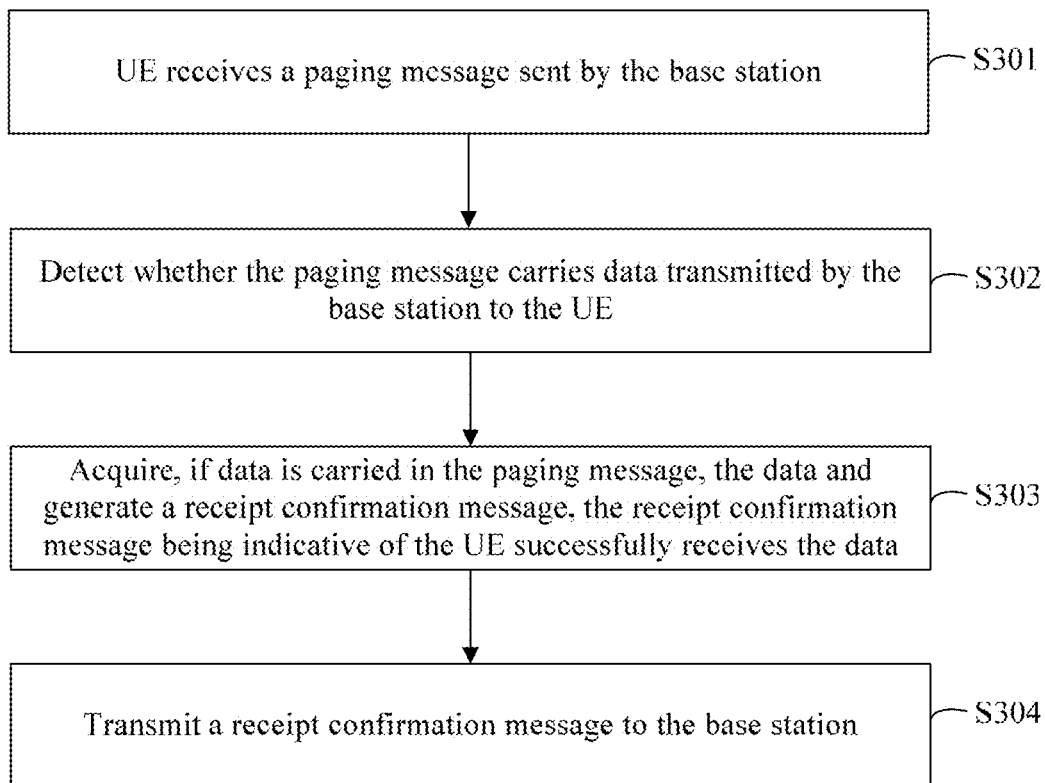 UE receives a paging message sent by the base station
S301
Detect whether the paging message carries data transmitted by the
base station to the UE
S302
Acquire, if data is carried in the paging message, the data and
generate a receipt confirmation message, the receipt confirmation
message being indicative of the UE successfully receives the data
S303
Transmit a receipt confirmation message to the base station
S304